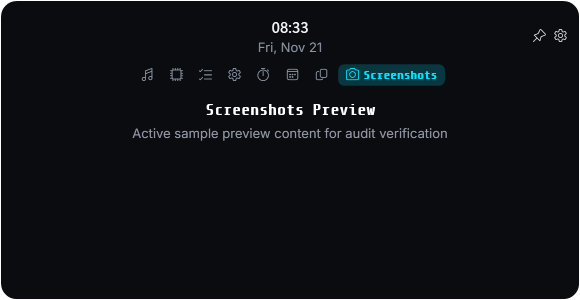 08:33
Fri, Nov 21
Screenshots
Screenshots Preview
Active sample preview content for audit verification